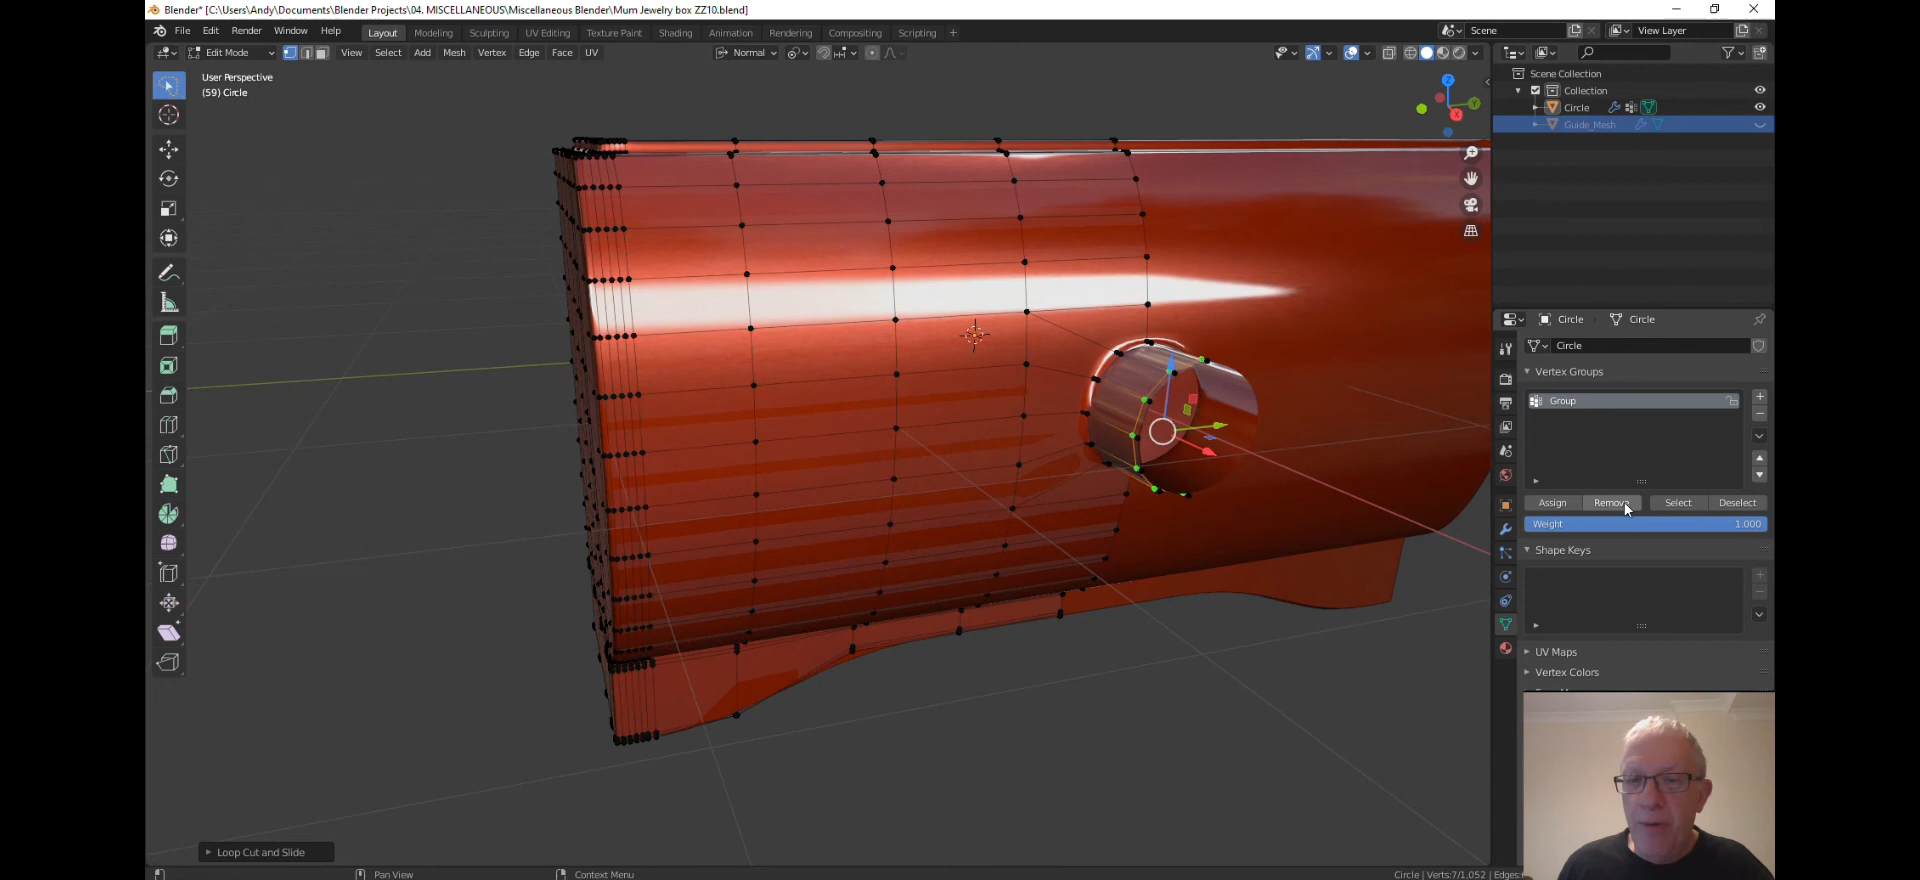 Blender* [C:\Users\Andy\Documents\Blender Projects\04. MISCELLANEOUS\Miscellaneous Blender\Mum Jewelry box ZZ10.blend]
File Edit Render Window Help Layout Modeling Sculpting UV Editing Texture Paint Shading Animation Rendering Compositing Scripting + Scene View Layer
Edit Mode View Select Add Mesh Vertex Edge Face UV Normal
User Perspective
(59) Circle
Scene Collection
Collection
Circle
Guide_Mesh
Z
Y
X
Circle Circle
Circle
Vertex Groups
Group
Assign Remove Select Deselect
Weight 1.000
Shape Keys
UV Maps
Vertex Colors
Loop Cut and Slide
Pan View Context Menu Circle | Verts:7/1,052 | Edges: